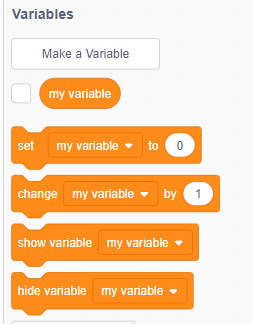 Variables
Make a Variable
my variable
set my variable to 0
change my variable by 1
show variable my variable
hide variable my variable